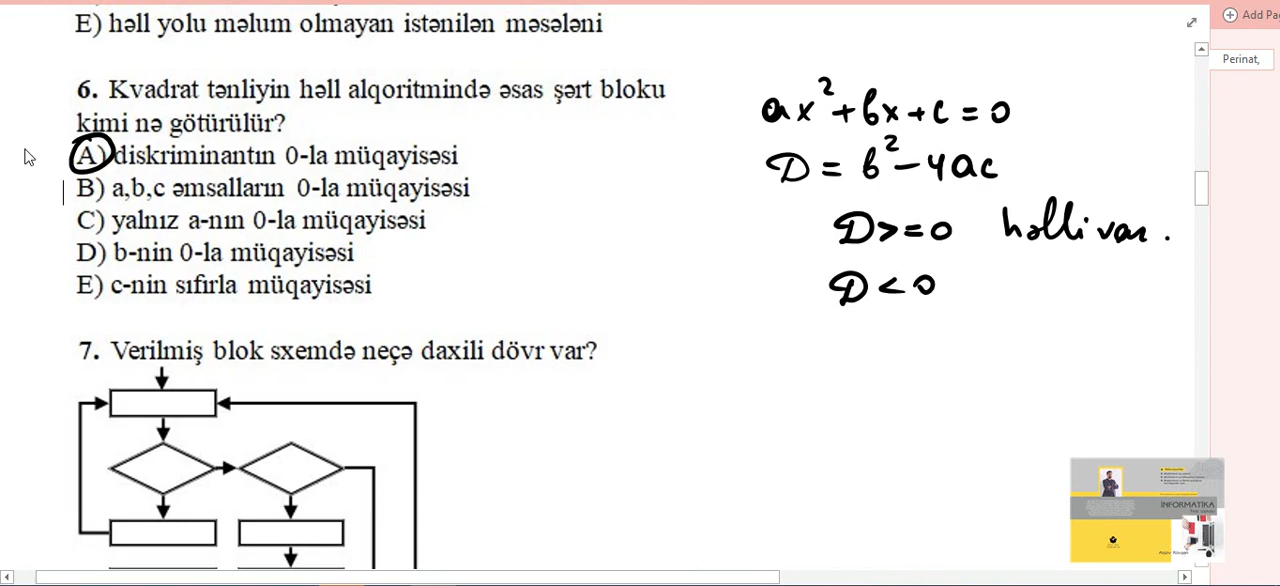 E) həll yolu məlum olmayan istənilən məsələni
6. Kvadrat tənliyin həll alqoritmində əsas şərt bloku
kimi nə götürülür?
A) diskriminantın 0-la müqayisəsi
B) a,b,c əmsalların 0-la müqayisəsi
C) yalnız a-nın 0-la müqayisəsi
D) b-nin 0-la müqayisəsi
E) c-nin sıfırla müqayisəsi
7. Verilmiş blok sxemdə neçə daxili dövr var?
ax²+bx+c=0
D = b²-4ac
D>=0 həlli var.
D<0
Add Pa
Perinat,
İNFORMATİKA